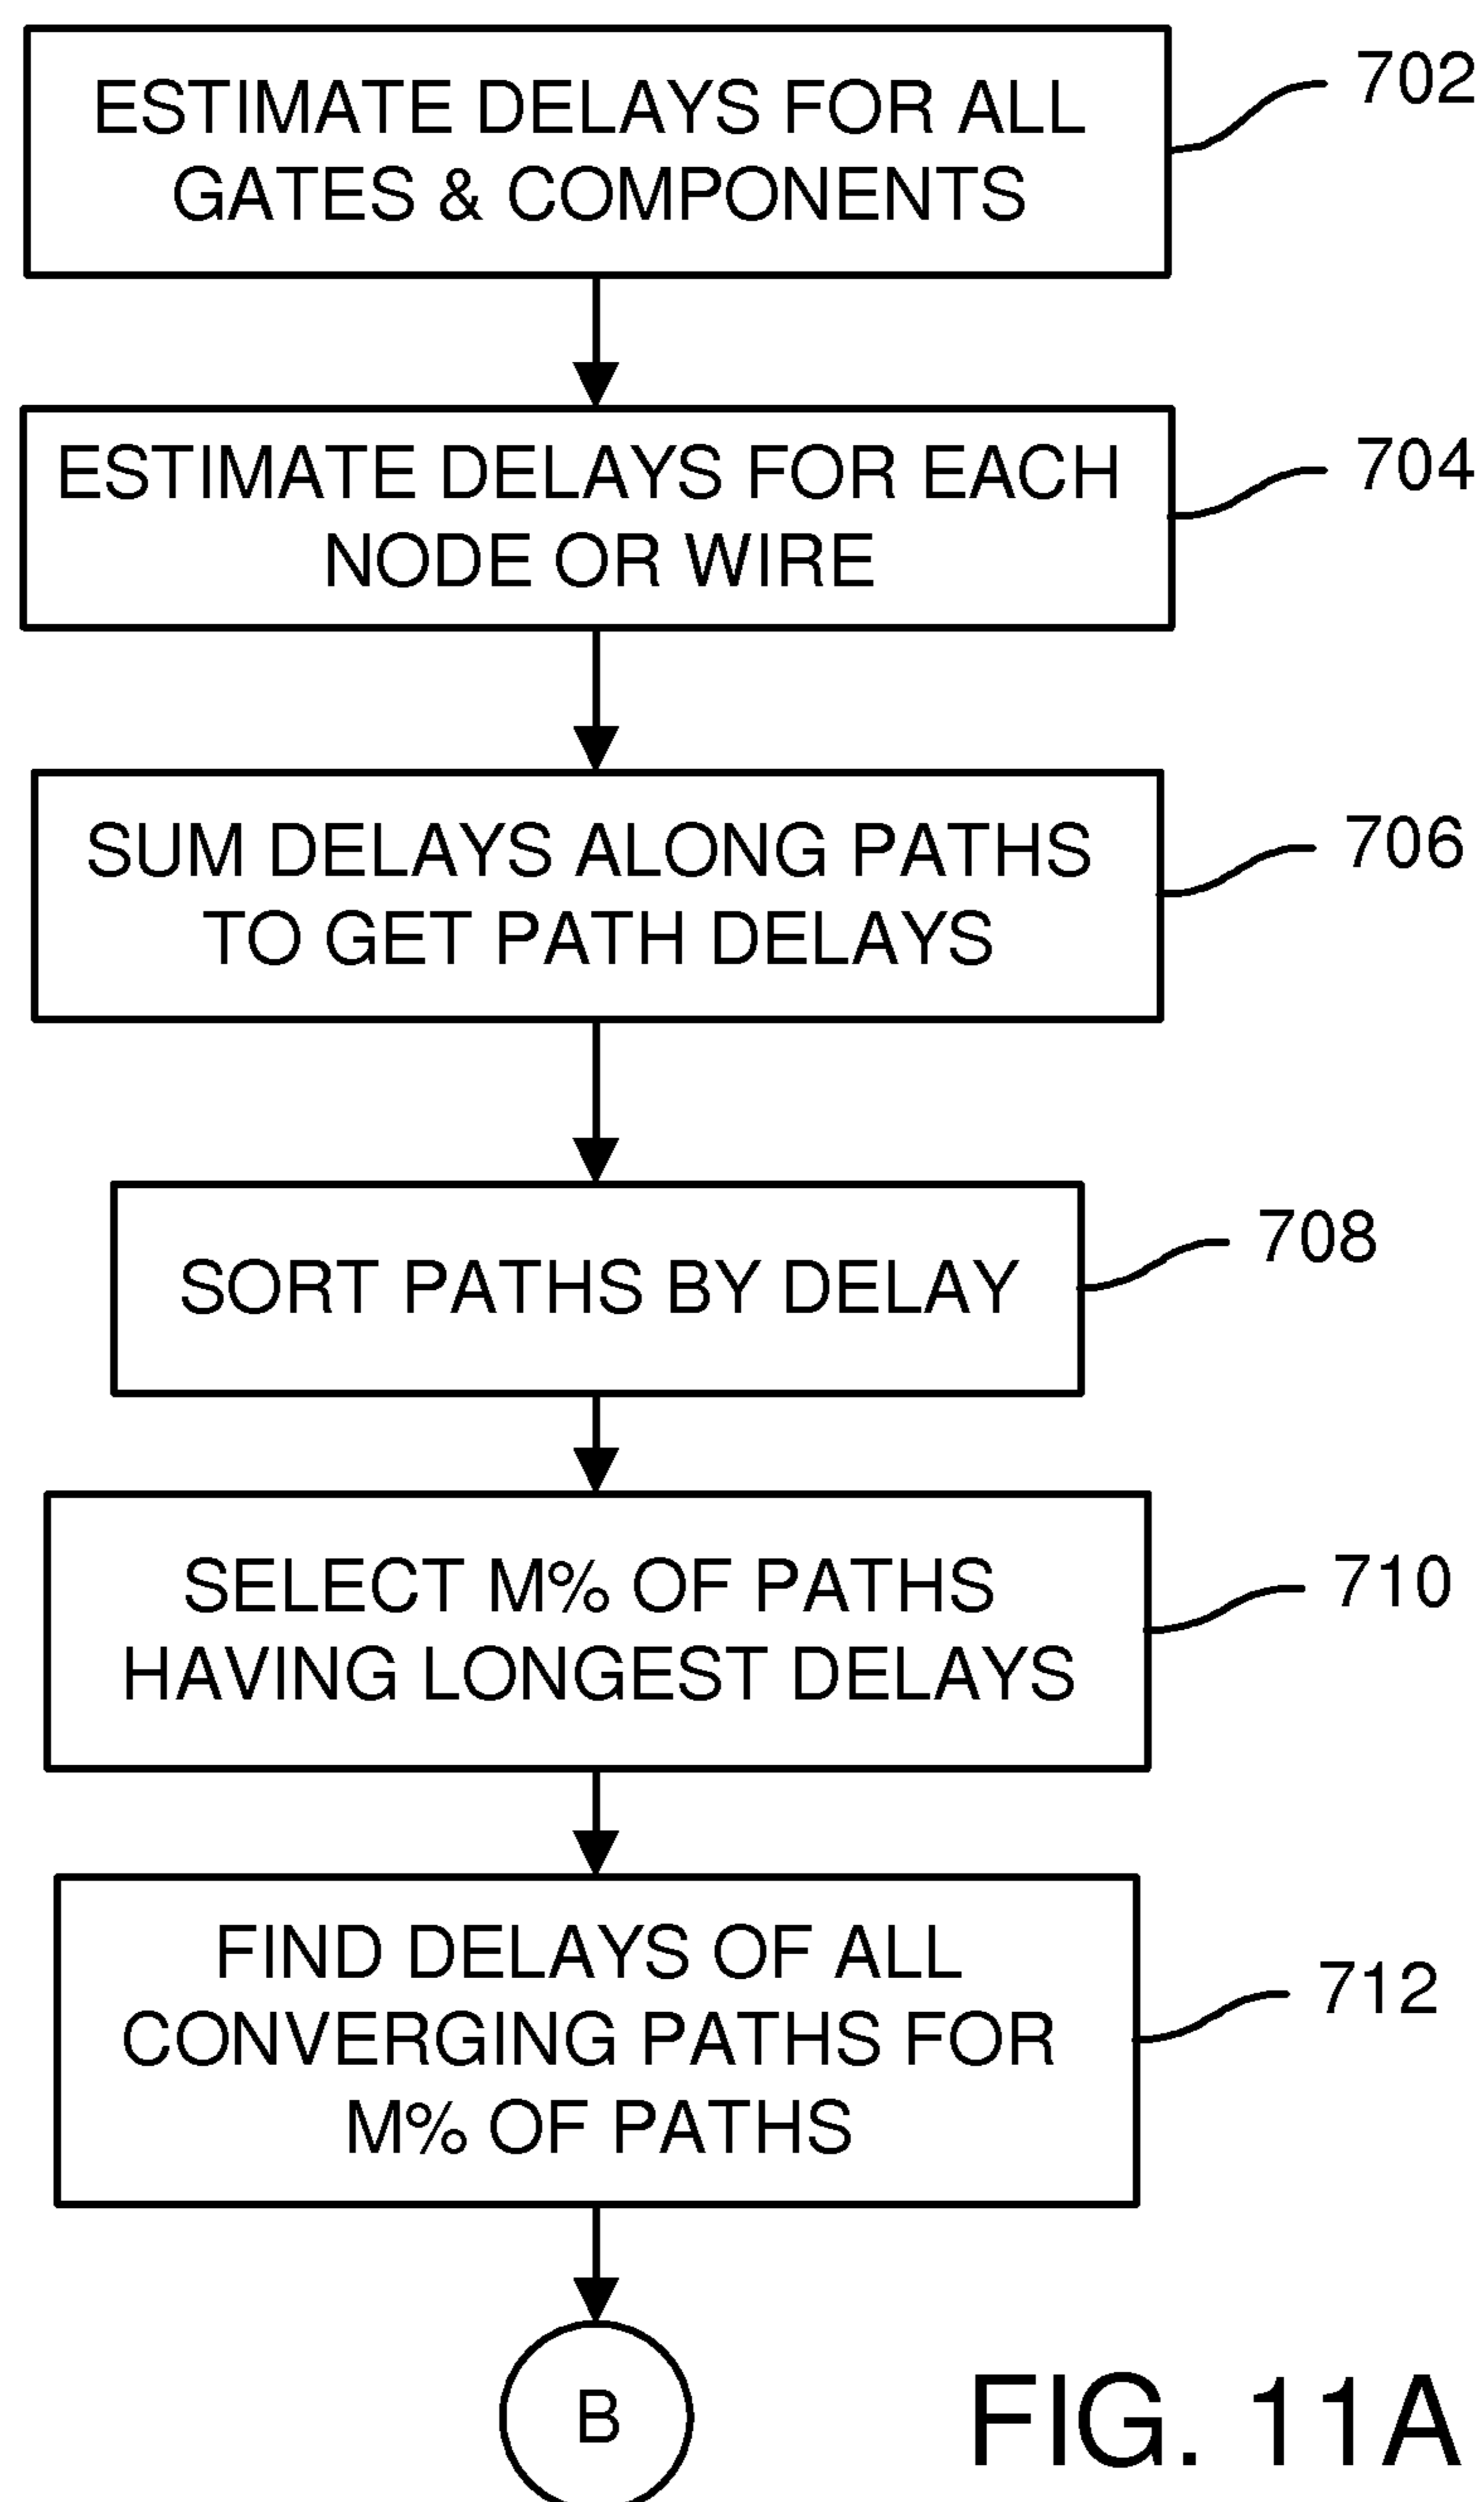 ESTIMATE DELAYS FOR ALL
GATES & COMPONENTS
702
ESTIMATE DELAYS FOR EACH
NODE OR WIRE
704
SUM DELAYS ALONG PATHS
TO GET PATH DELAYS
706
SORT PATHS BY DELAY
708
SELECT M% OF PATHS
HAVING LONGEST DELAYS
710
FIND DELAYS OF ALL
CONVERGING PATHS FOR
M% OF PATHS
712
B
FIG. 11A